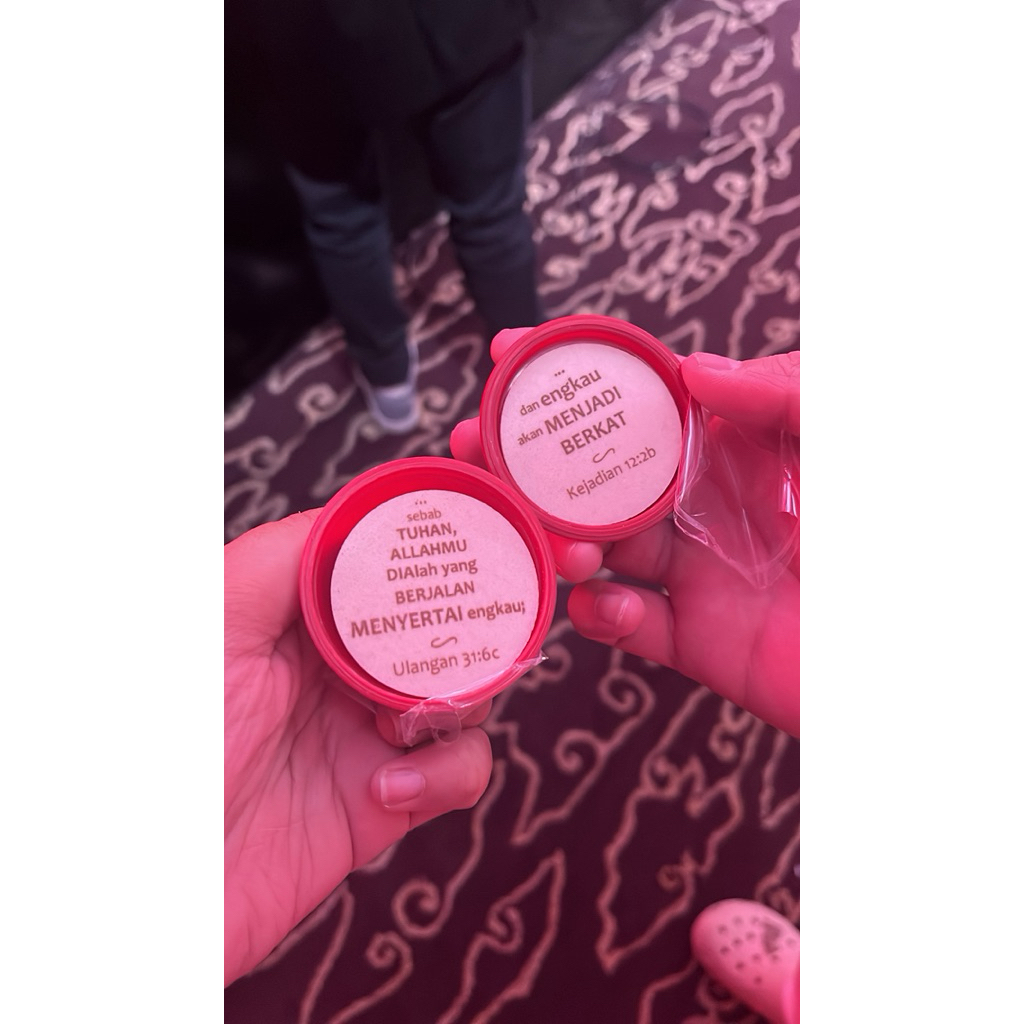 ...
sebab
TUHAN,
ALLAHMU
DIAlah yang
BERJALAN
MENYERTAI engkau;
Ulangan 31:6c
...
dan engkau
akan MENJADI
BERKAT
Kejadian 12:2b